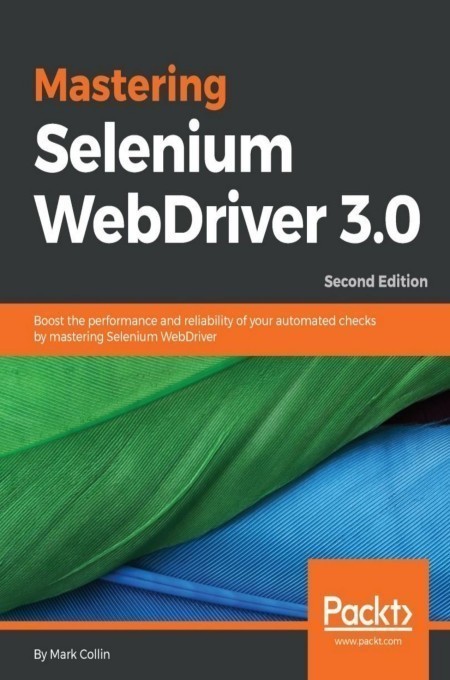 Mastering
Selenium
WebDriver 3.0
Second Edition
Boost the performance and reliability of your automated checks
by mastering Selenium WebDriver
Packt>
www.packt.com
By Mark Collin